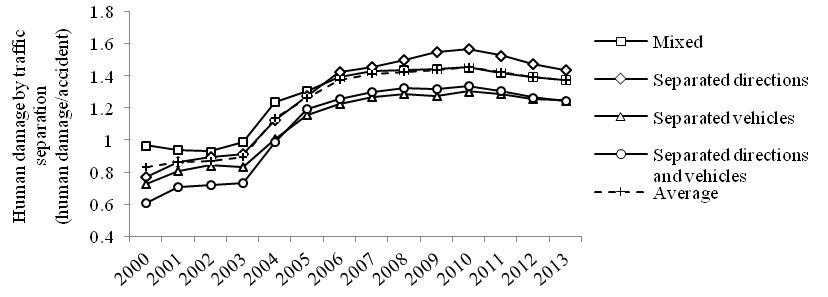 Human damage by traffic
separation
(human damage/accident)
1.8
1.6
1.4
1.2
1
0.8
0.6
0.4
2000
2001
2002
2003
2004
2005
2006
2007
2008
2009
2010
2011
2012
2013
Mixed
Separated directions
Separated vehicles
Separated directions
and vehicles
Average